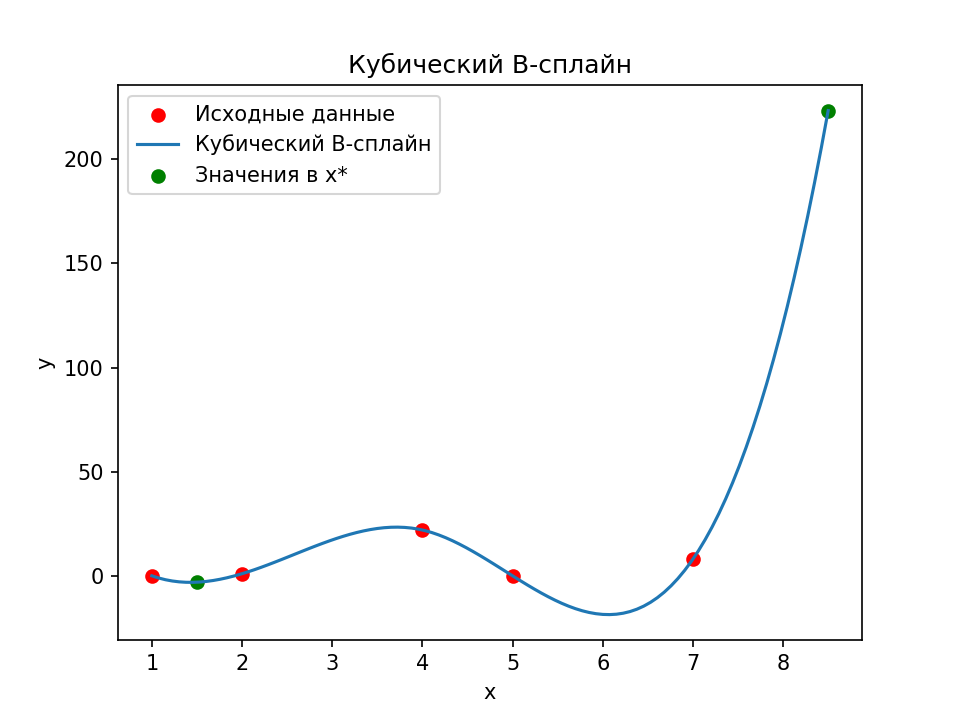 Кубический B-сплайн
Исходные данные
Кубический B-сплайн
Значения в x*
200
150
100
50
0
y
1 2 3 4 5 6 7 8
x